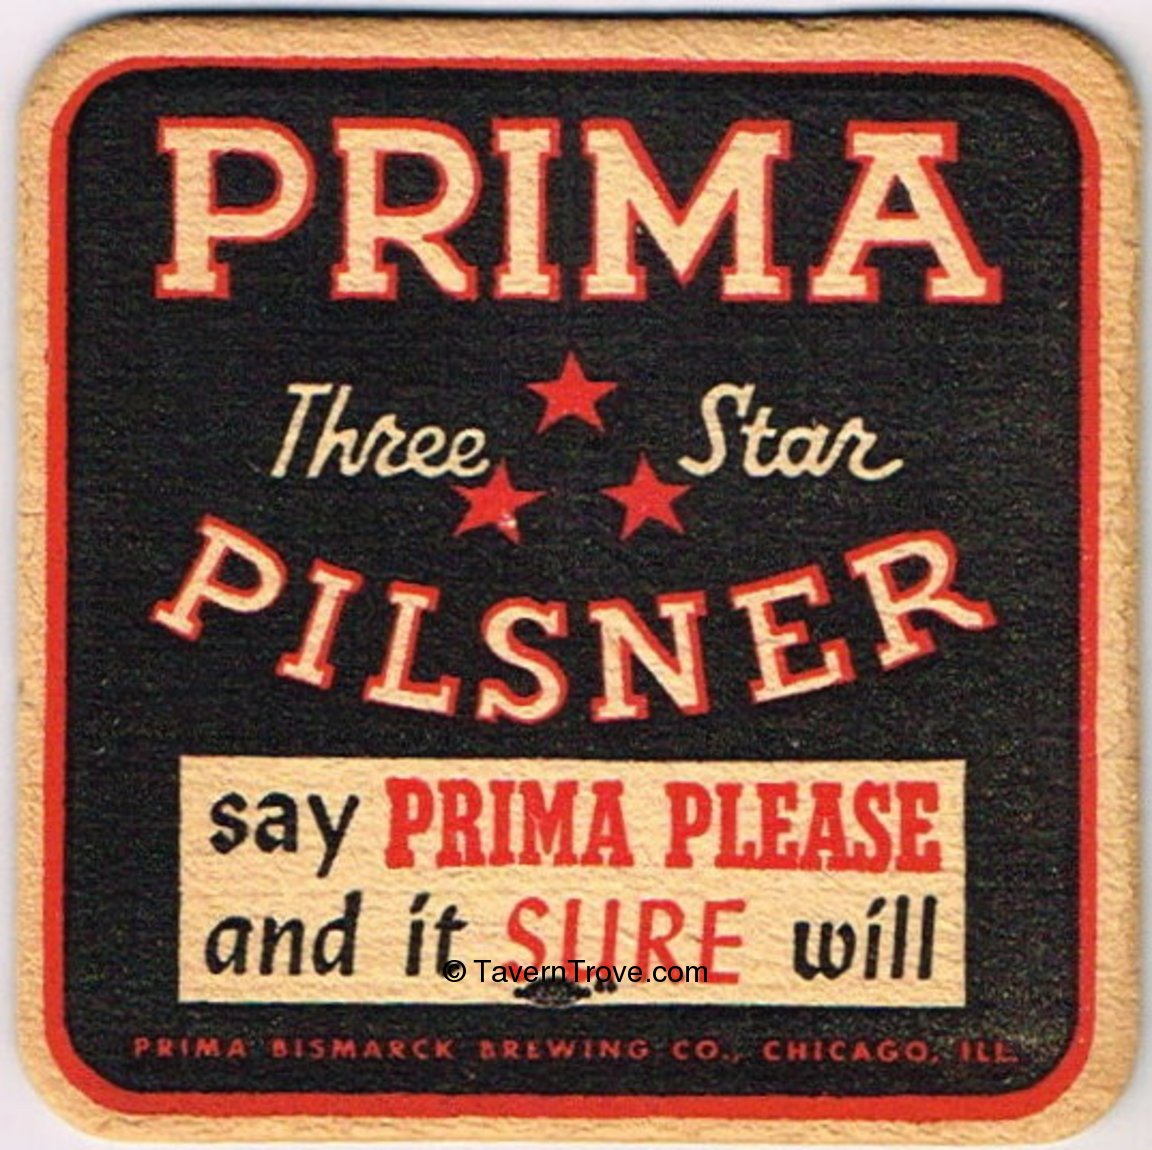 PRIMA
Three Star
PILSNER
say PRIMA PLEASE
and it SURE will
© TavernTrove.com
PRIMA BISMARCK BREWING CO., CHICAGO, ILL.